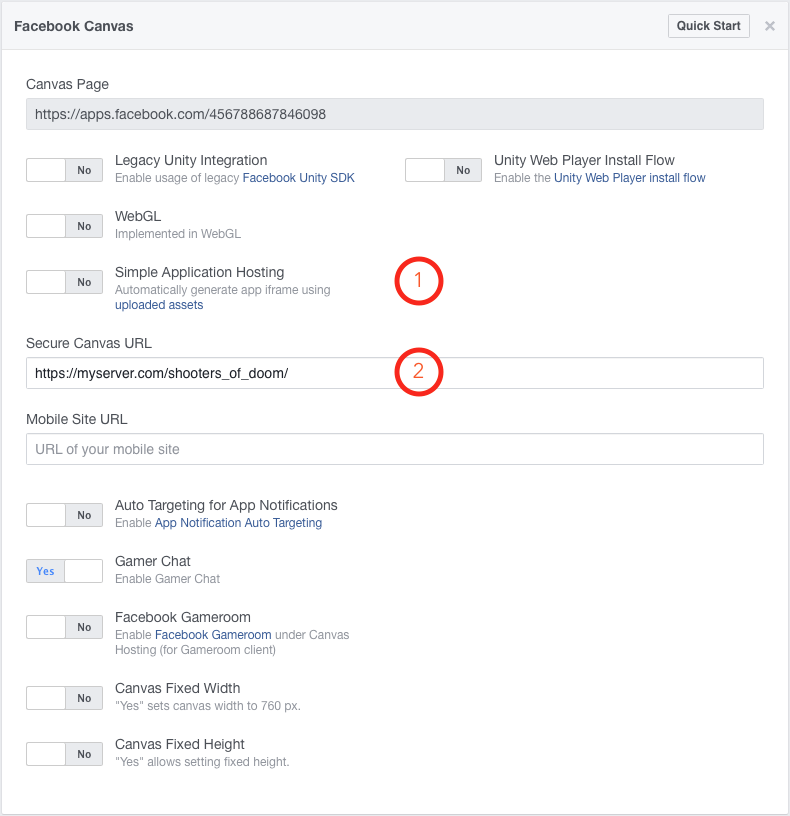 Facebook Canvas
Quick Start
×
Canvas Page
https://apps.facebook.com/456788687846098
No
Legacy Unity Integration
Enable usage of legacy Facebook Unity SDK
No
Unity Web Player Install Flow
Enable the Unity Web Player install flow
No
WebGL
Implemented in WebGL
No
Simple Application Hosting
Automatically generate app iframe using
uploaded assets
1
Secure Canvas URL
https://myserver.com/shooters_of_doom/
2
Mobile Site URL
URL of your mobile site
No
Auto Targeting for App Notifications
Enable App Notification Auto Targeting
Yes
Gamer Chat
Enable Gamer Chat
No
Facebook Gameroom
Enable Facebook Gameroom under Canvas
Hosting (for Gameroom client)
No
Canvas Fixed Width
"Yes" sets canvas width to 760 px.
No
Canvas Fixed Height
"Yes" allows setting fixed height.